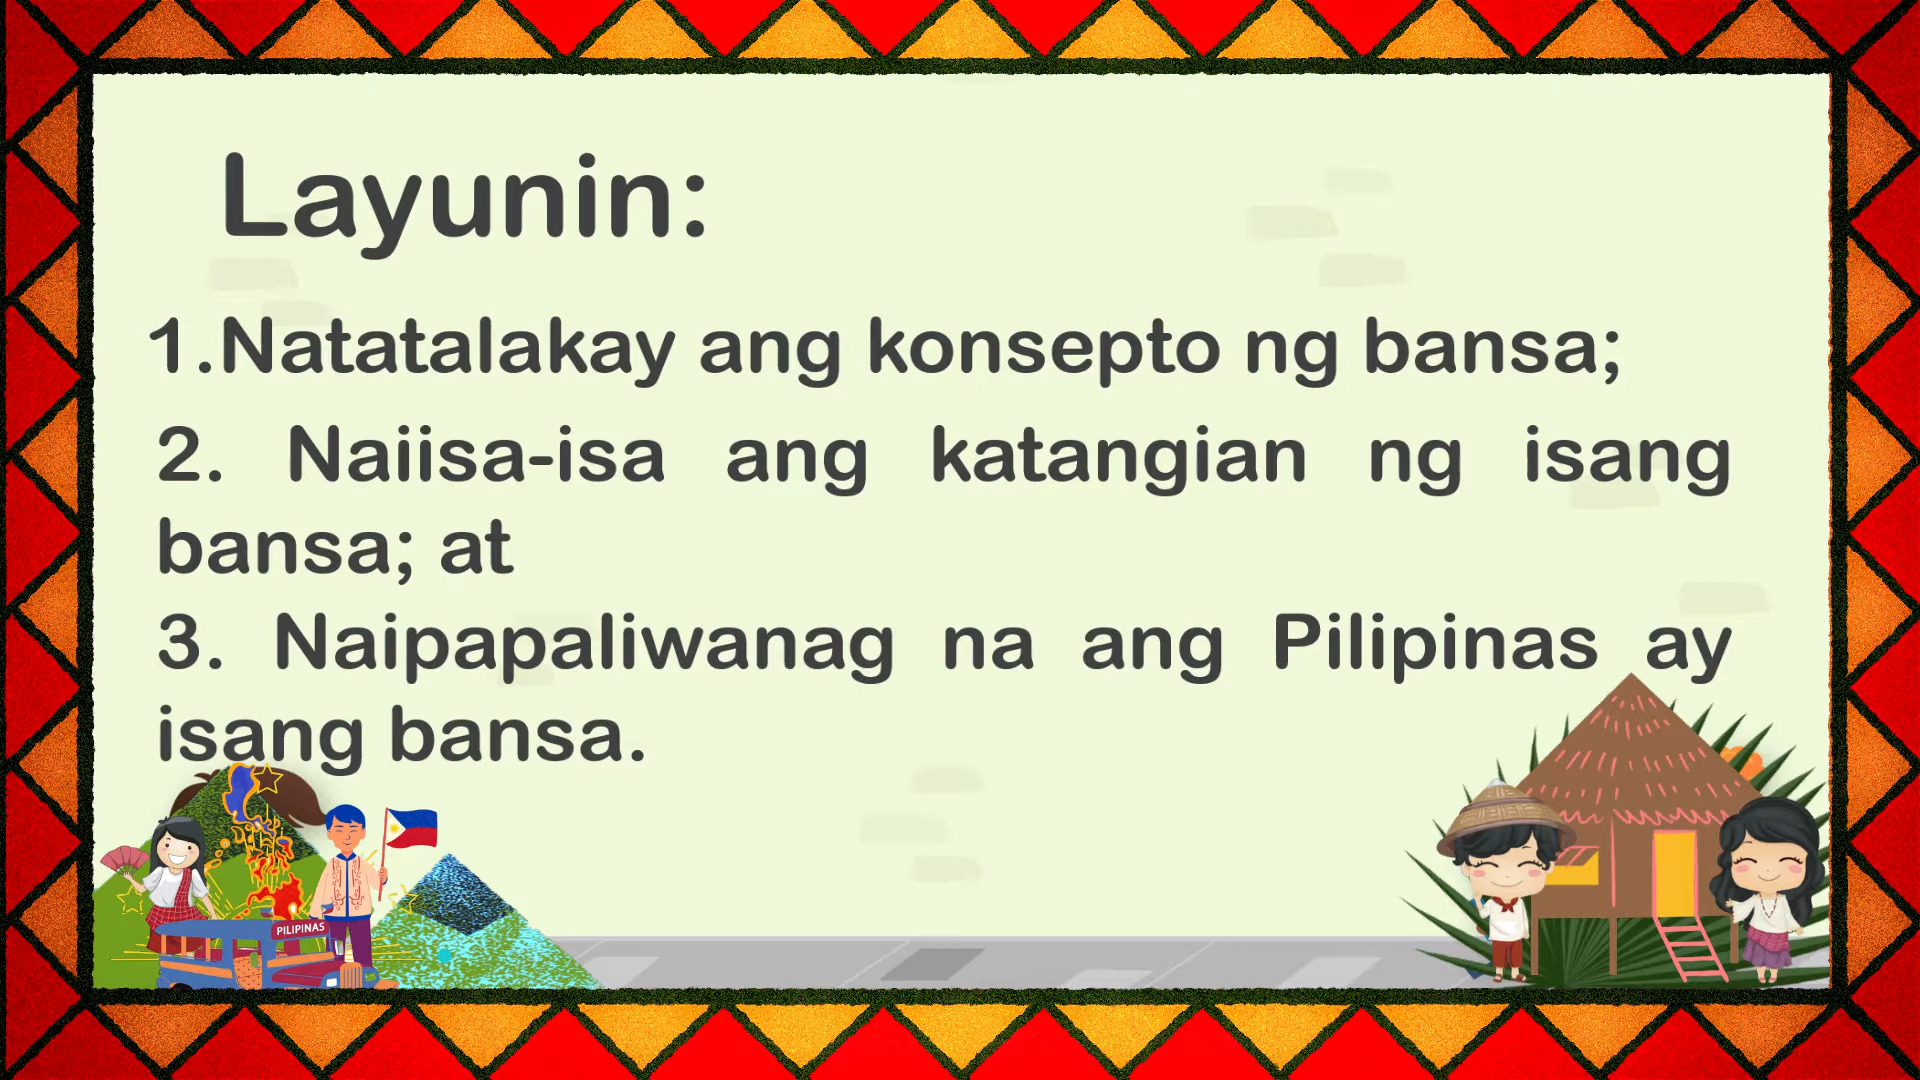 Layunin:
1.Natatalakay ang konsepto ng bansa;
2. Naiisa-isa ang katangian ng isang
bansa; at
3. Naipapaliwanag na ang Pilipinas ay
isang bansa.
PILIPINAS